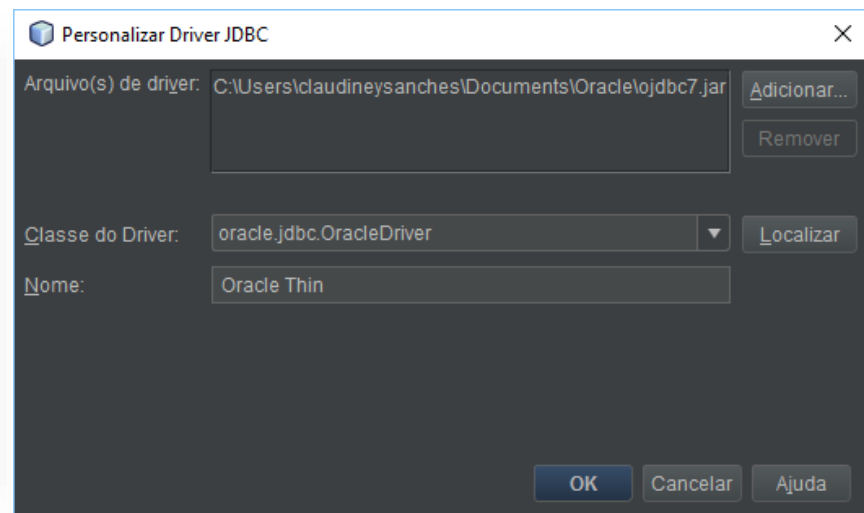 Personalizar Driver JDBC
Arquivo(s) de driver: C:\Users\claudineysanches\Documents\Oracle\ojdbc7.jar Adicionar...
Remover
Classe do Driver: oracle.jdbc.OracleDriver Localizar
Nome: Oracle Thin
OK Cancelar Ajuda